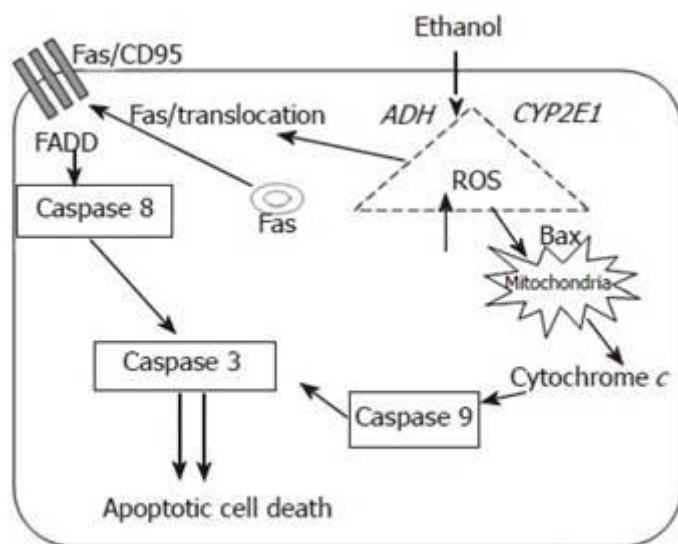 Ethanol
Fas/CD95
Fas/translocation
ADH
CYP2E1
FADD
ROS
Caspase 8
Fas
Bax
Mitochondria
Caspase 3
Cytochrome c
Caspase 9
Apoptotic cell death